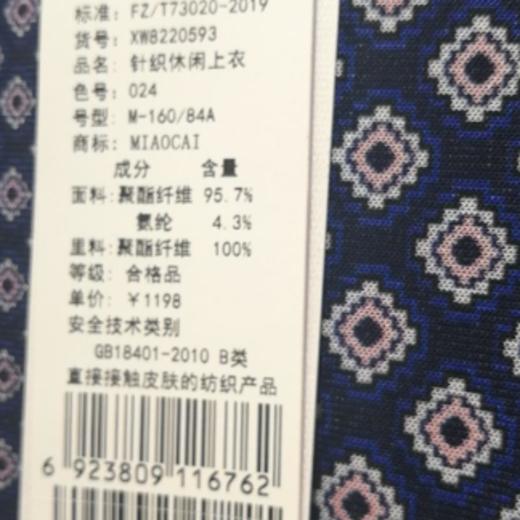 标准: FZ/T73020-2019
货号: XW8220593
品名: 针织休闲上衣
色号: 024
号型: M-160/84A
商标: MIAOCAI
成分 含量
面料: 聚酯纤维 95.7%
氨纶 4.3%
里料: 聚酯纤维 100%
等级: 合格品
单价: ¥1198
安全技术类别
GB18401-2010 B类
直接接触皮肤的纺织产品
6 923809 116762